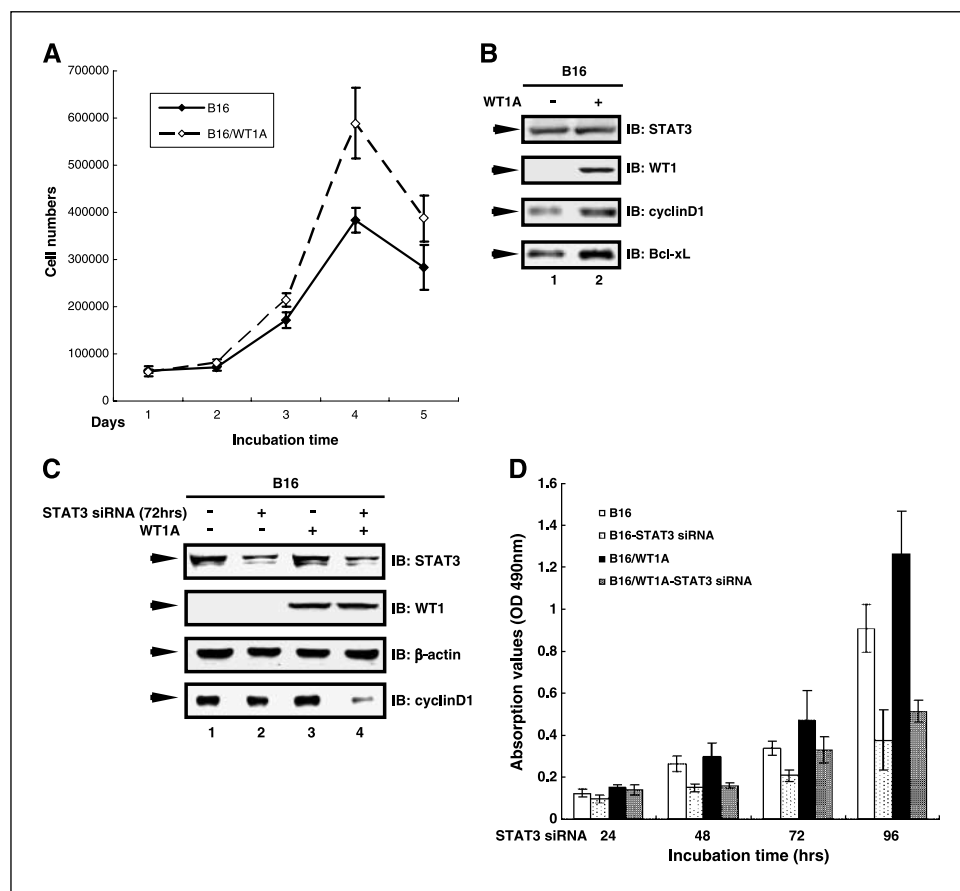 A
700000
600000
500000
400000
300000
200000
100000
0
Cell numbers
B16
B16/WT1A
Days 1 2 3 4 5
Incubation time
B
B16
WT1A - +
IB: STAT3
IB: WT1
IB: cyclinD1
IB: Bcl-xL
1 2
C
B16
STAT3 siRNA (72hrs) - + - +
WT1A + +
IB: STAT3
IB: WT1
IB: β-actin
IB: cyclinD1
1 2 3 4
D
1.6
1.4
1.2
1
0.8
0.6
0.4
0.2
0
Absorption values (OD 490nm)
B16
B16-STAT3 siRNA
B16/WT1A
B16/WT1A-STAT3 siRNA
STAT3 siRNA 24 48 72 96
Incubation time (hrs)